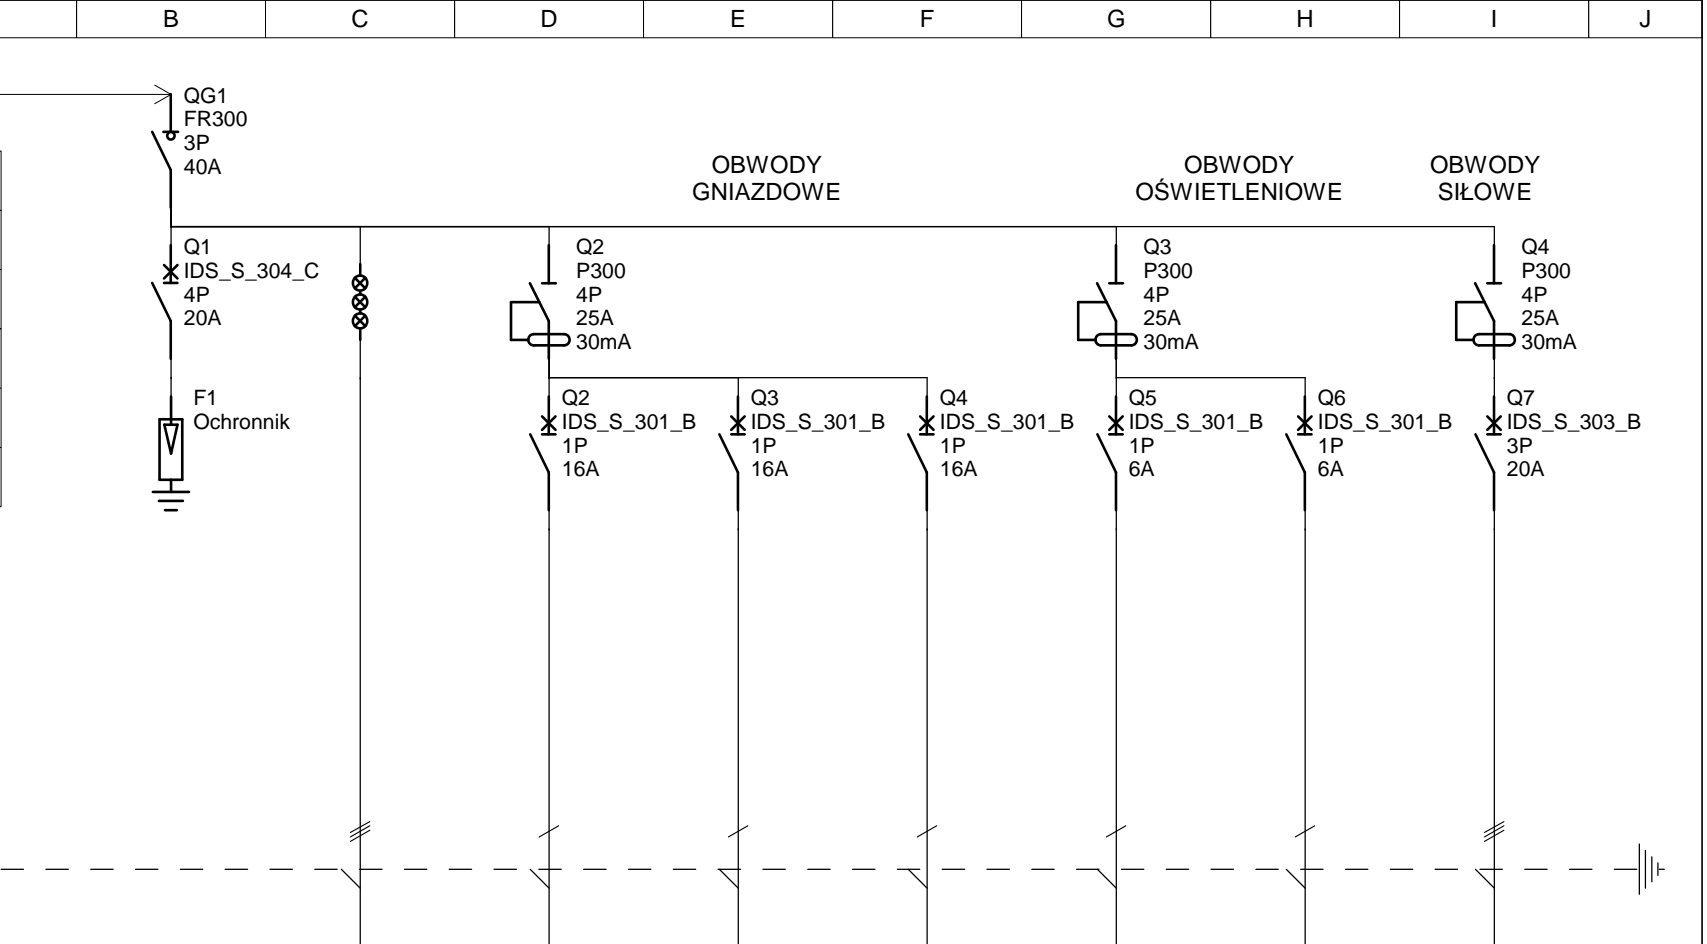 B
C
D
E
F
G
H
I
J
QG1
FR300
3P
40A
OBWODY
GNIAZDOWE
OBWODY
OŚWIETLENIOWE
OBWODY
SIŁOWE
Q1
IDS_S_304_C
4P
20A
Q2
P300
4P
25A
30mA
Q3
P300
4P
25A
30mA
Q4
P300
4P
25A
30mA
F1
Ochronnik
Q2
IDS_S_301_B
1P
16A
Q3
IDS_S_301_B
1P
16A
Q4
IDS_S_301_B
1P
16A
Q5
IDS_S_301_B
1P
6A
Q6
IDS_S_301_B
1P
6A
Q7
IDS_S_303_B
3P
20A